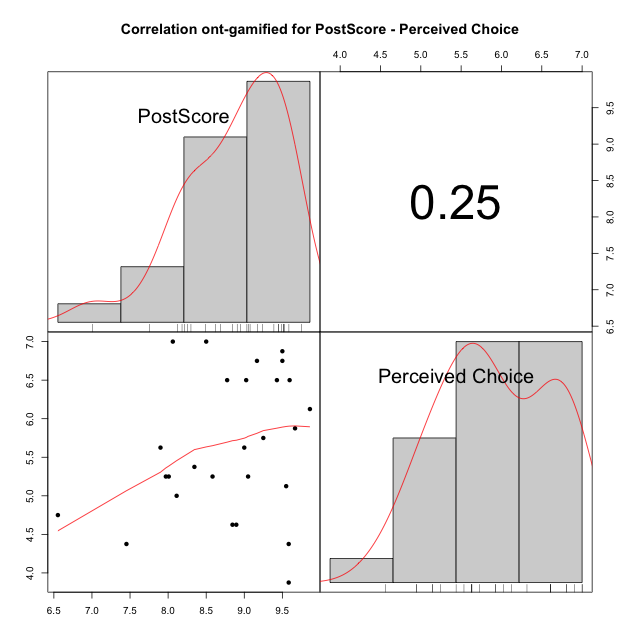 Correlation ont-gamified for PostScore - Perceived Choice
4.0 4.5 5.0 5.5 6.0 6.5 7.0
PostScore
0.25
6.5 7.0 7.5 8.0 8.5 9.0 9.5
4.0 4.5 5.0 5.5 6.0 6.5 7.0
Perceived Choice
6.5 7.0 7.5 8.0 8.5 9.0 9.5